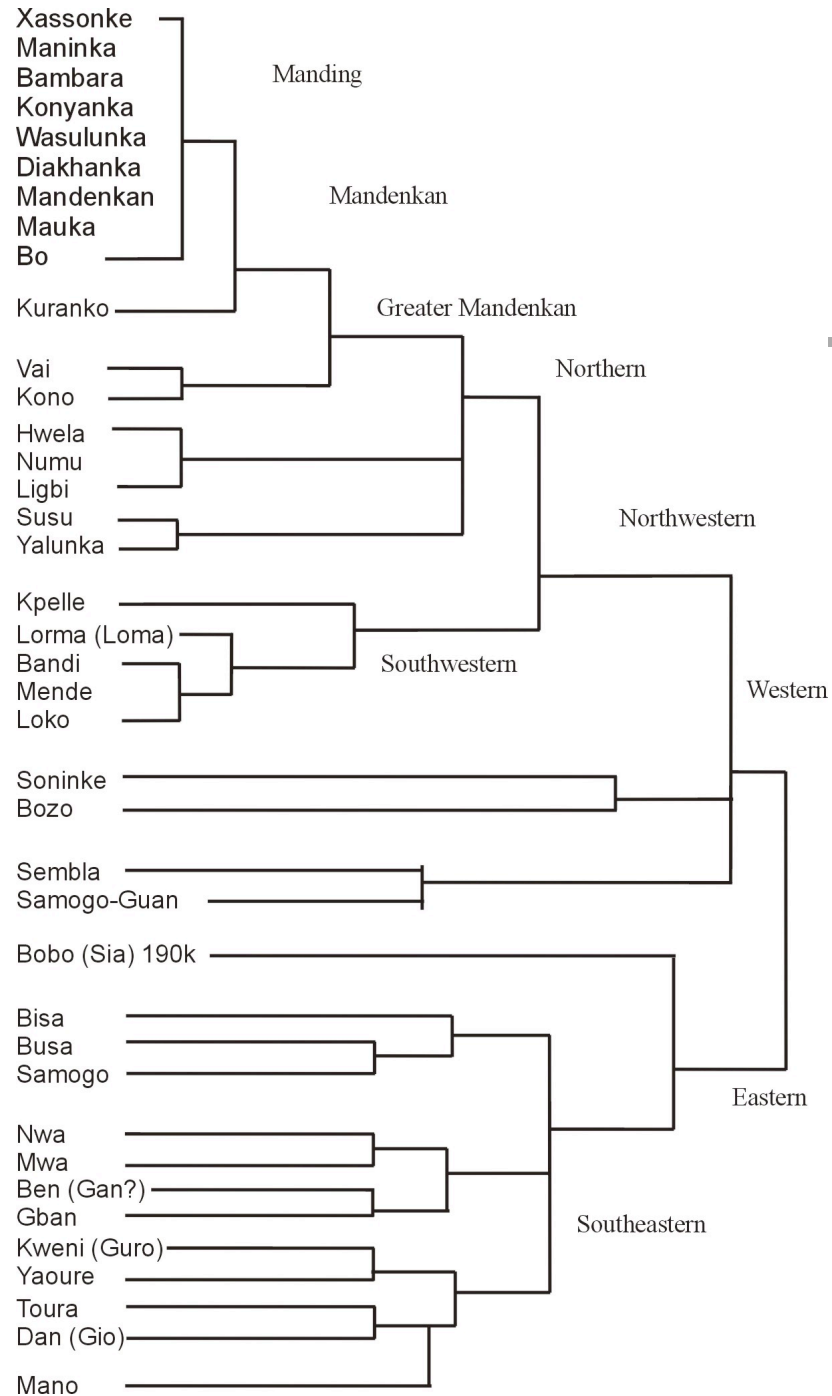 Xassonke
Maninka
Manding
Bambara
Konyanka
Wasulunka
Diakhanka
Mandenkan
Mandenkan
Mauka
Bo
Kuranko
Greater Mandenkan
Vai
Northern
Kono
Hwela
Numu
Ligbi
Susu
Northwestern
Yalunka
Kpelle
Lorma (Loma)
Bandi
Southwestern
Mende
Western
Loko
Soninke
Bozo
Sembla
Samogo-Guan
Bobo (Sia) 190k
Bisa
Busa
Samogo
Eastern
Nwa
Mwa
Ben (Gan?)
Gban
Southeastern
Kweni (Guro)
Yaoure
Toura
Dan (Gio)
Mano